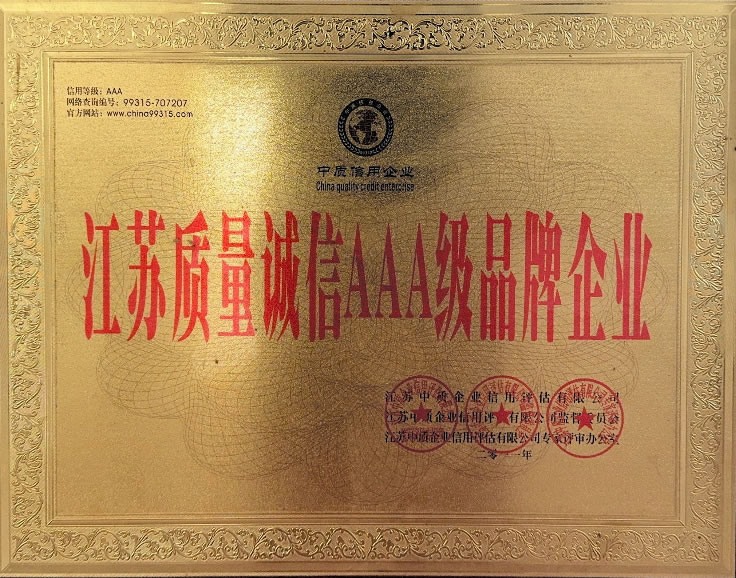 信用等级：AAA
网络查询编号：99315-707207
官方网站：www.china99315.com
中质信用企业
China quality credit enterprise
江苏质量诚信AAA级品牌企业
江苏中质企业信用评估有限公司
江苏中质企业信用评估有限公司监督委员会
江苏中质企业信用评估有限公司专家评审办公室
二零一一年